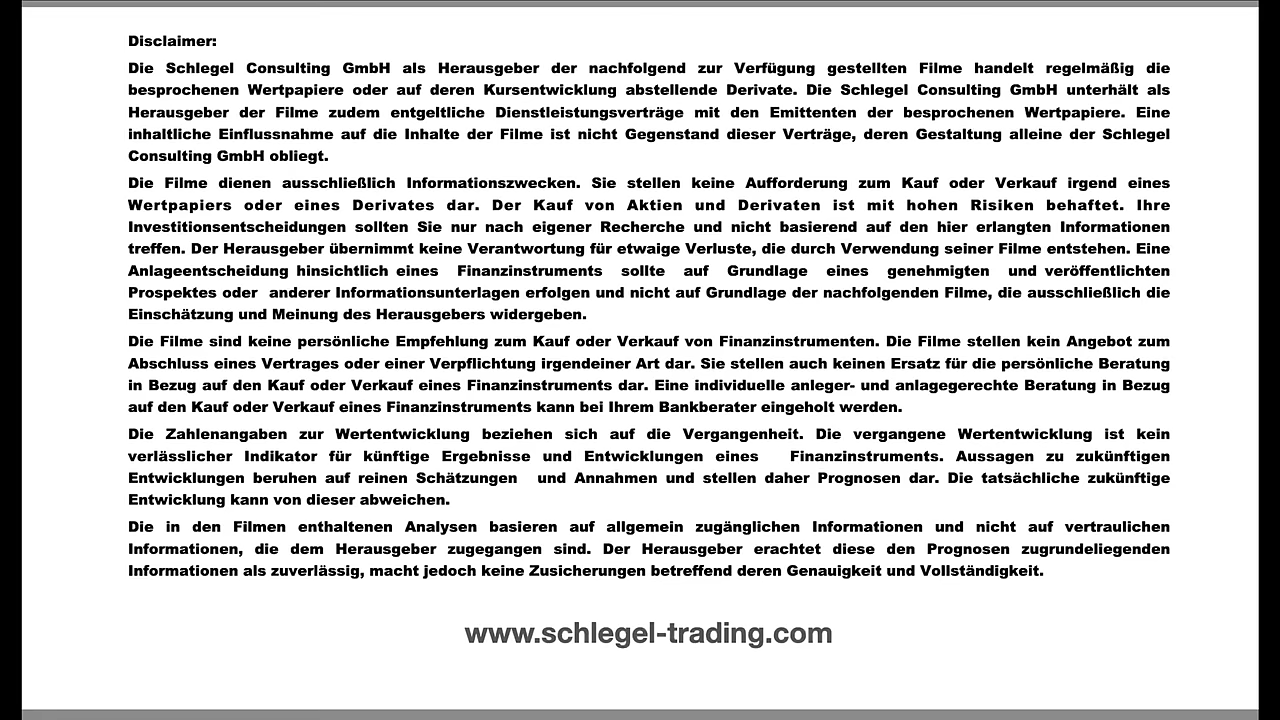 Disclaimer:
Die Schlegel Consulting GmbH als Herausgeber der nachfolgend zur Verfügung gestellten Filme handelt regelmäßig die
besprochenen Wertpapiere oder auf deren Kursentwicklung abstellende Derivate. Die Schlegel Consulting GmbH unterhält als
Herausgeber der Filme zudem entgeltliche Dienstleistungsverträge mit den Emittenten der besprochenen Wertpapiere. Eine
inhaltliche Einflussnahme auf die Inhalte der Filme ist nicht Gegenstand dieser Verträge, deren Gestaltung alleine der Schlegel
Consulting GmbH obliegt.
Die Filme dienen ausschließlich Informationszwecken. Sie stellen keine Aufforderung zum Kauf oder Verkauf irgend eines
Wertpapiers oder eines Derivates dar. Der Kauf von Aktien und Derivaten ist mit hohen Risiken behaftet. Ihre
Investitionsentscheidungen sollten Sie nur nach eigener Recherche und nicht basierend auf den hier erlangten Informationen
treffen. Der Herausgeber übernimmt keine Verantwortung für etwaige Verluste, die durch Verwendung seiner Filme entstehen. Eine
Anlageentscheidung hinsichtlich eines Finanzinstruments sollte auf Grundlage eines genehmigten und veröffentlichten
Prospektes oder anderer Informationsunterlagen erfolgen und nicht auf Grundlage der nachfolgenden Filme, die ausschließlich die
Einschätzung und Meinung des Herausgebers widergeben.
Die Filme sind keine persönliche Empfehlung zum Kauf oder Verkauf von Finanzinstrumenten. Die Filme stellen kein Angebot zum
Abschluss eines Vertrages oder einer Verpflichtung irgendeiner Art dar. Sie stellen auch keinen Ersatz für die persönliche Beratung
in Bezug auf den Kauf oder Verkauf eines Finanzinstruments dar. Eine individuelle anleger- und anlagegerechte Beratung in Bezug
auf den Kauf oder Verkauf eines Finanzinstruments kann bei Ihrem Bankberater eingeholt werden.
Die Zahlenangaben zur Wertentwicklung beziehen sich auf die Vergangenheit. Die vergangene Wertentwicklung ist kein
verlässlicher Indikator für künftige Ergebnisse und Entwicklungen eines Finanzinstruments. Aussagen zu zukünftigen
Entwicklungen beruhen auf reinen Schätzungen und Annahmen und stellen daher Prognosen dar. Die tatsächliche zukünftige
Entwicklung kann von dieser abweichen.
Die in den Filmen enthaltenen Analysen basieren auf allgemein zugänglichen Informationen und nicht auf vertraulichen
Informationen, die dem Herausgeber zugegangen sind. Der Herausgeber erachtet diese den Prognosen zugrundeliegenden
Informationen als zuverlässig, macht jedoch keine Zusicherungen betreffend deren Genauigkeit und Vollständigkeit.
www.schlegel-trading.com